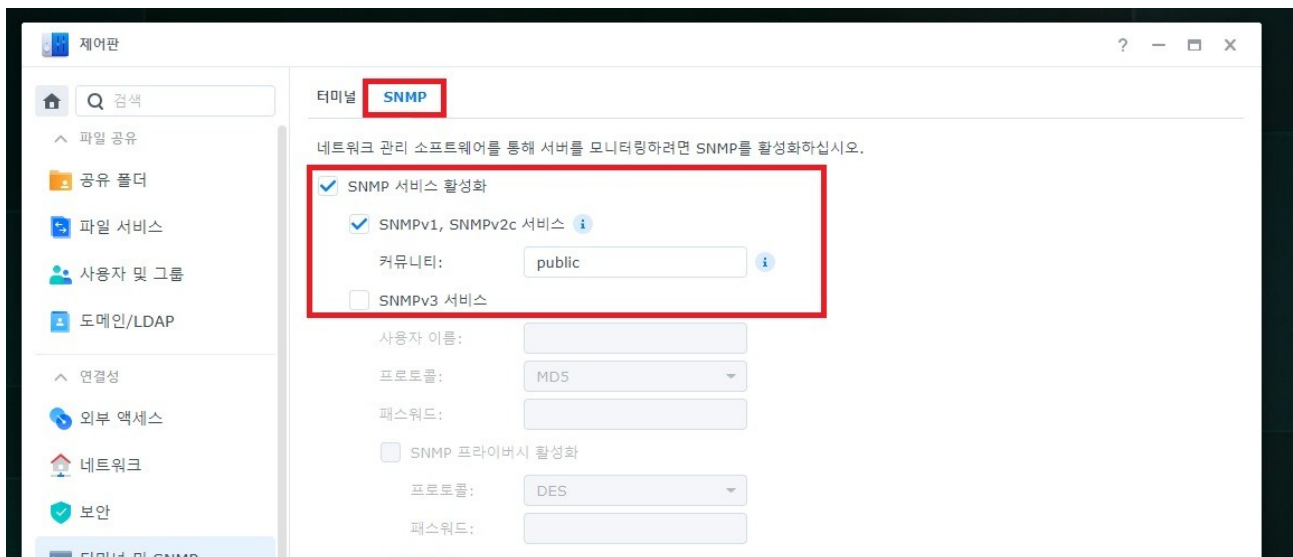 제어판
?
검색
터미널 SNMP
파일 공유
네트워크 관리 소프트웨어를 통해 서버를 모니터링하려면 SNMP를 활성화하십시오.
공유 폴더
SNMP 서비스 활성화
파일 서비스
SNMPv1, SNMPv2c 서비스
커뮤니티: public
사용자 및 그룹
SNMPv3 서비스
도메인/LDAP
사용자 이름:
연결성
프로토콜: MD5
외부 액세스
패스워드:
SNMP 프라이버시 활성화
네트워크
프로토콜: DES
보안
패스워드:
터미널 및 SNMP